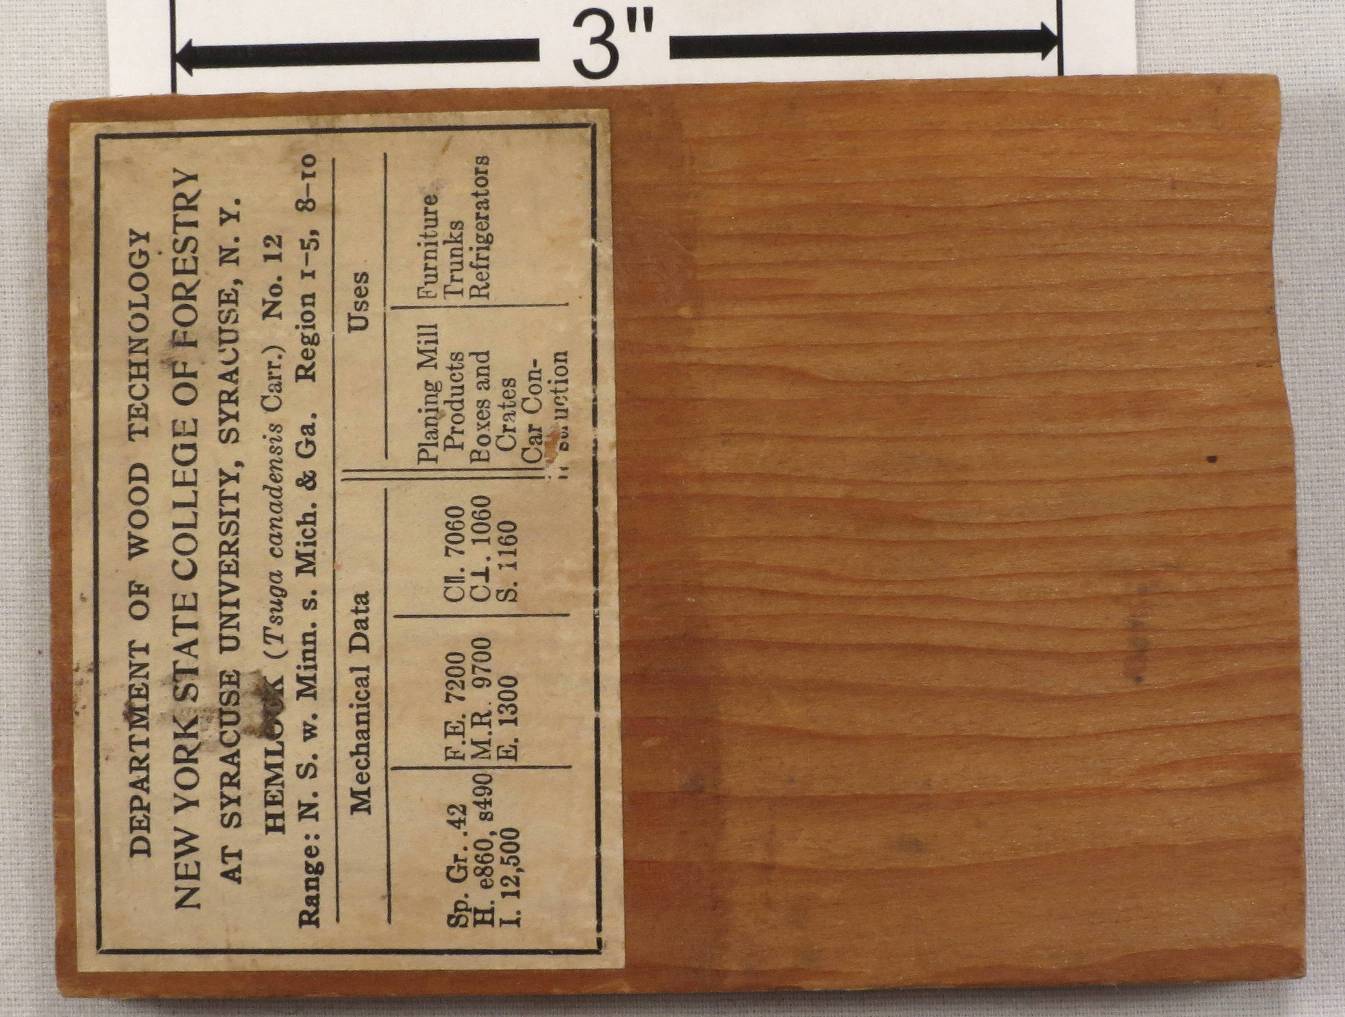 3"
DEPARTMENT OF WOOD TECHNOLOGY
NEW YORK STATE COLLEGE OF FORESTRY
AT SYRACUSE UNIVERSITY, SYRACUSE, N. Y.
HEMLOCK (Tsuga canadensis Carr.) No. 12
Range: N. S. w. Minn. s. Mich. & Ga. Region 1-5, 8-10
Mechanical Data
Uses
Sp. Gr. .42
H. e860, s490
I. 12,500
F.E. 7200
M.R. 9700
E. 1300
C∥. 7060
C⊥. 1060
S. 1160
Planing Mill
Products
Boxes and
Crates
Car Con-
struction
Furniture
Trunks
Refrigerators